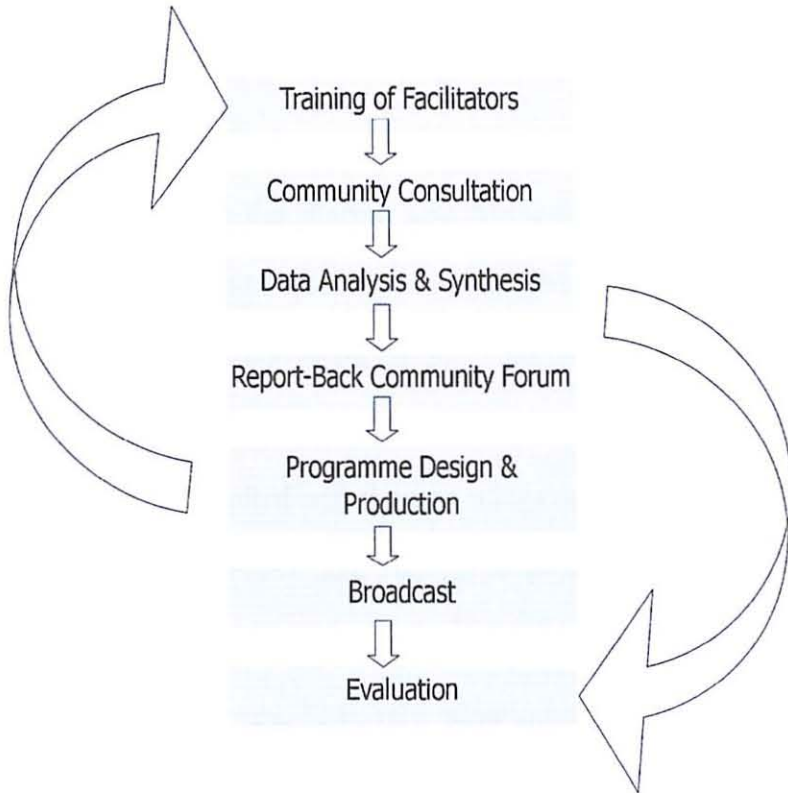 Training of Facilitators
Community Consultation
Data Analysis & Synthesis
Report-Back Community Forum
Programme Design &
Production
Broadcast
Evaluation